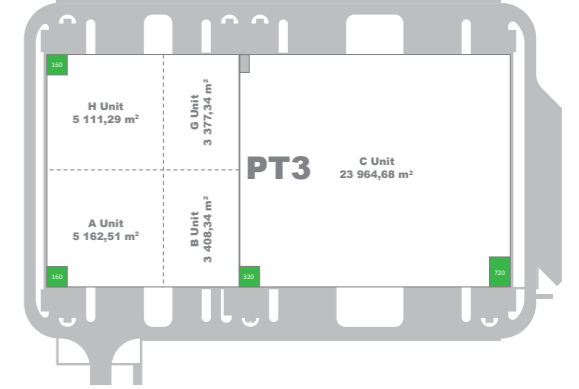 160
H Unit
5 111,29 m²
G Unit
3 377,34 m²
PT3
C Unit
23 964,68 m²
A Unit
5 162,51 m²
B Unit
3 408,34 m²
160
320
720